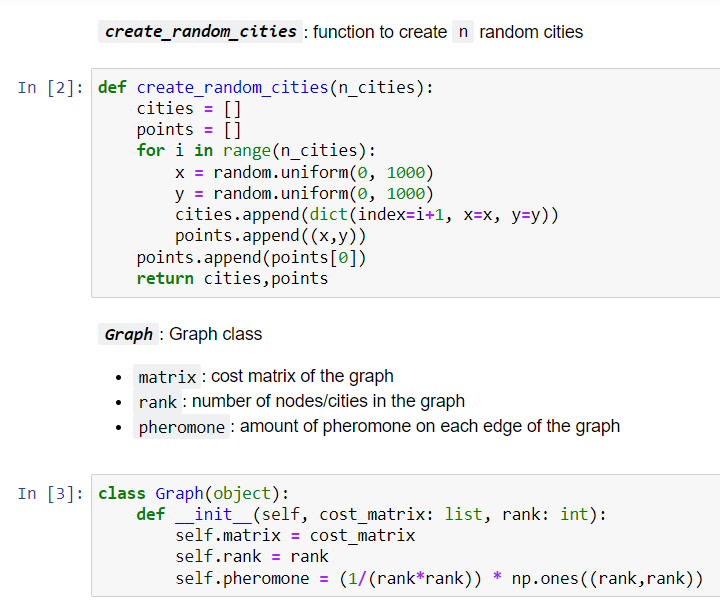 create_random_cities : function to create n random cities
In [2]: def create_random_cities(n_cities):
    cities = []
    points = []
    for i in range(n_cities):
        x = random.uniform(0, 1000)
        y = random.uniform(0, 1000)
        cities.append(dict(index=i+1, x=x, y=y))
        points.append((x,y))
    points.append(points[0])
    return cities,points
Graph : Graph class
• matrix : cost matrix of the graph
• rank : number of nodes/cities in the graph
• pheromone : amount of pheromone on each edge of the graph
In [3]: class Graph(object):
    def __init__(self, cost_matrix: list, rank: int):
        self.matrix = cost_matrix
        self.rank = rank
        self.pheromone = (1/(rank*rank)) * np.ones((rank,rank))